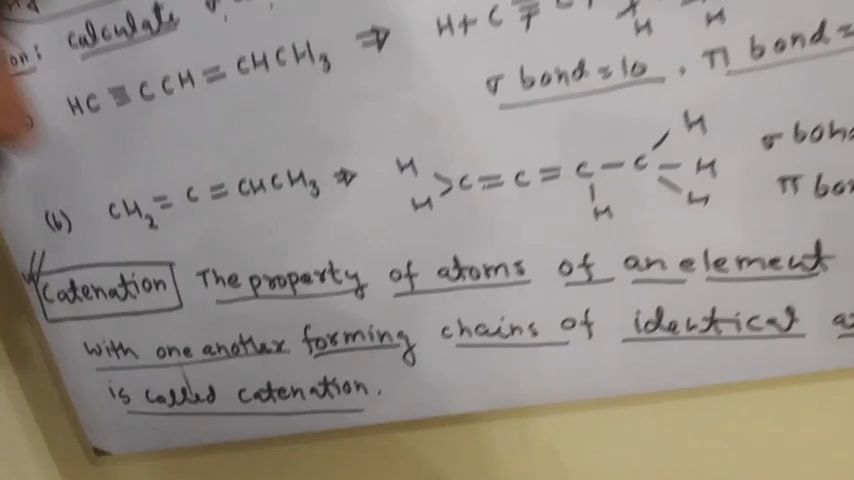 on: calculate
HC ≡ CCH = CHCH₃ ⇒ H + C
H H
σ bond = 10 , π bond =
(b) CH₂ = C = CHCH₃ ⇒ H H > C = C = C - C - H H H H
σ bon
π bo
Catenation The property of atoms of an element
with one another forming chains of identical a
is called catenation.